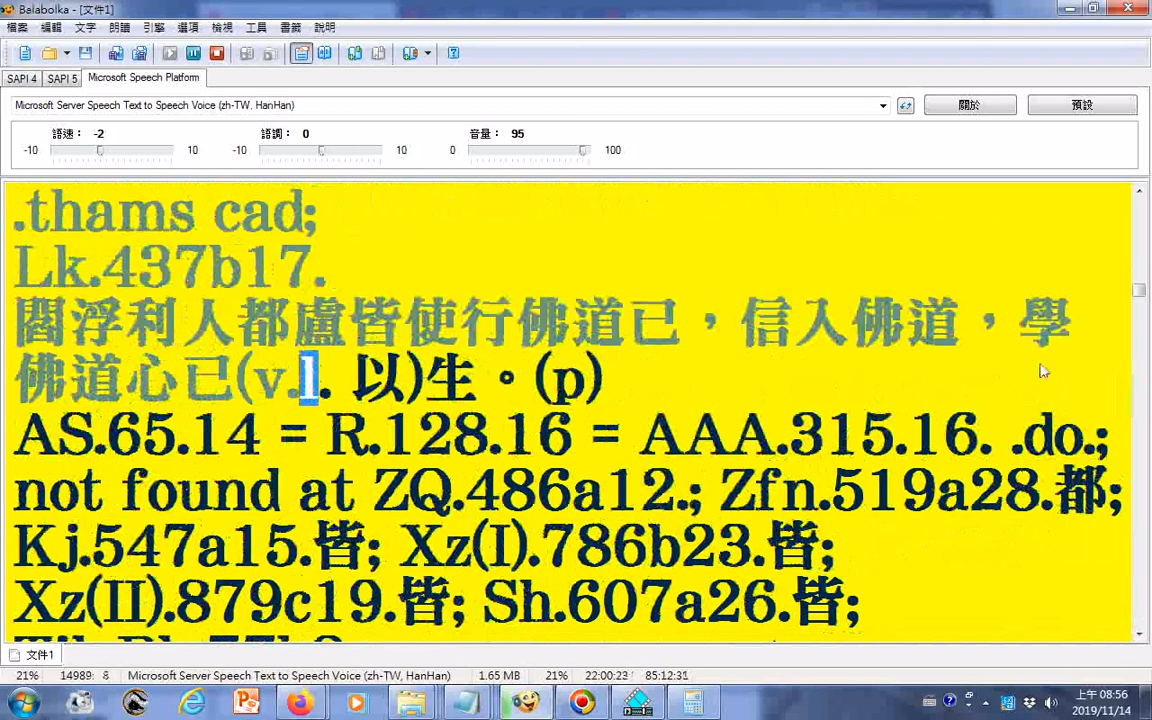 Balabolka - [文件1]
檔案 編輯 文字 朗讀 引擎 選項 檢視 工具 書籤 說明
SAPI 4 SAPI 5 Microsoft Speech Platform
Microsoft Server Speech Text to Speech Voice (zh-TW, HanHan) 關於 預設
語速： -2 語調： 0 音量： 95
-10 10 -10 10 0 100
.thams cad;
Lk.437b17.
閻浮利人都盧皆使行佛道已，信入佛道，學
佛道心已(v.l. 以)生。(p)
AS.65.14 = R.128.16 = AAA.315.16. .do.;
not found at ZQ.486a12.; Zfn.519a28.都;
Kj.547a15.皆; Xz(I).786b23.皆;
Xz(II).879c19.皆; Sh.607a26.皆;
文件1
21% 14989: 8 Microsoft Server Speech Text to Speech Voice (zh-TW, HanHan) 1.65 MB 21% 22:00:23 85:12:31
上午 08:56
2019/11/14